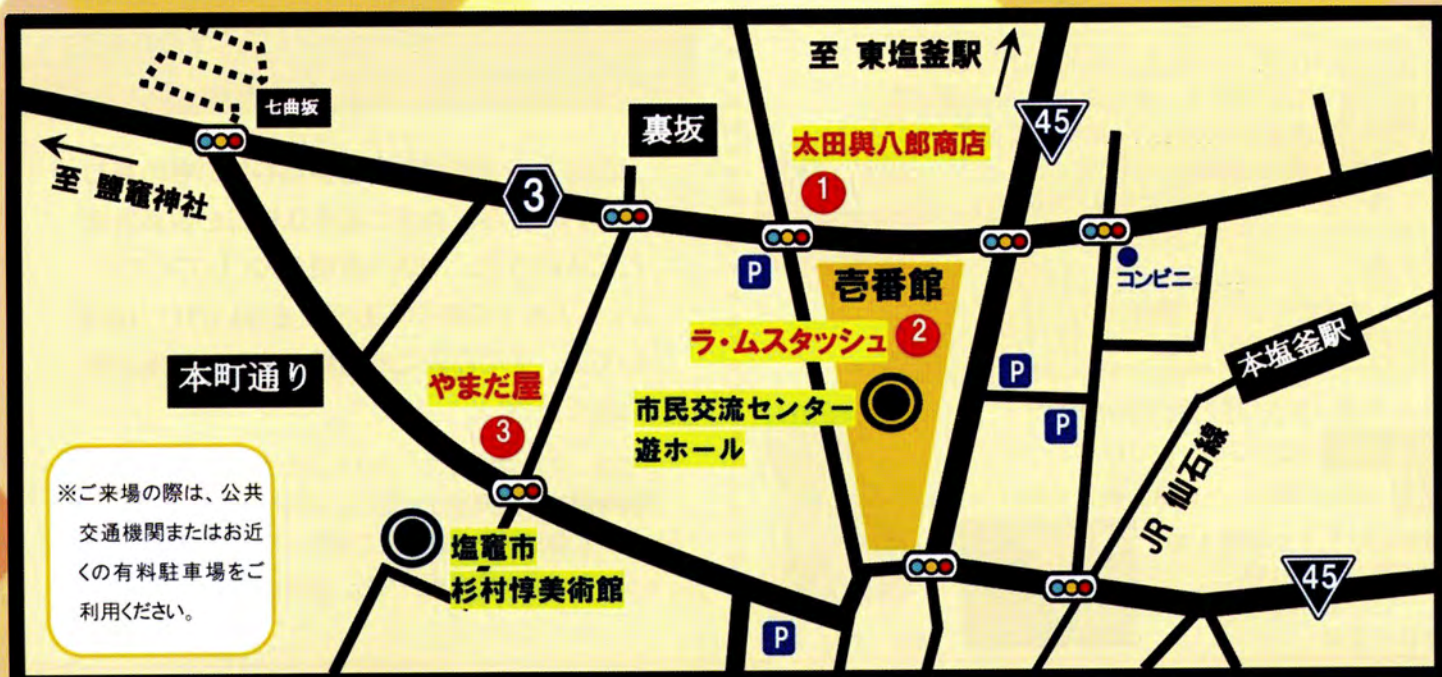 至 東塩釜駅
45
七曲坂
裏坂
太田與八郎商店
1
至 鹽竈神社
3
P
壱番館
コンビニ
ラ・ムスタッシュ
2
本塩釜駅
本町通り
やまだ屋
市民交流センター
遊ホール
P
3
P
JR 仙石線
※ご来場の際は、公共
交通機関またはお近
くの有料駐車場をご
利用ください。
塩竈市
杉村惇美術館
45
P